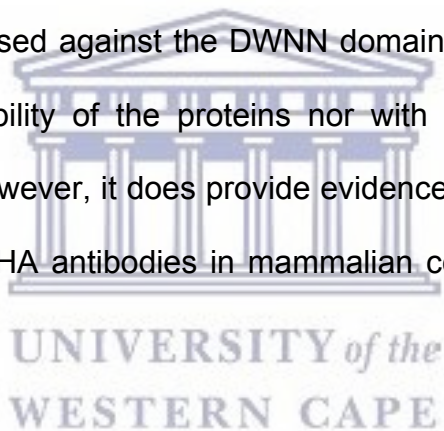 sed against the DWNN domain
bility of the proteins nor with
owever, it does provide evidence
HA antibodies in mammalian c
UNIVERSITY of the
WESTERN CAPE